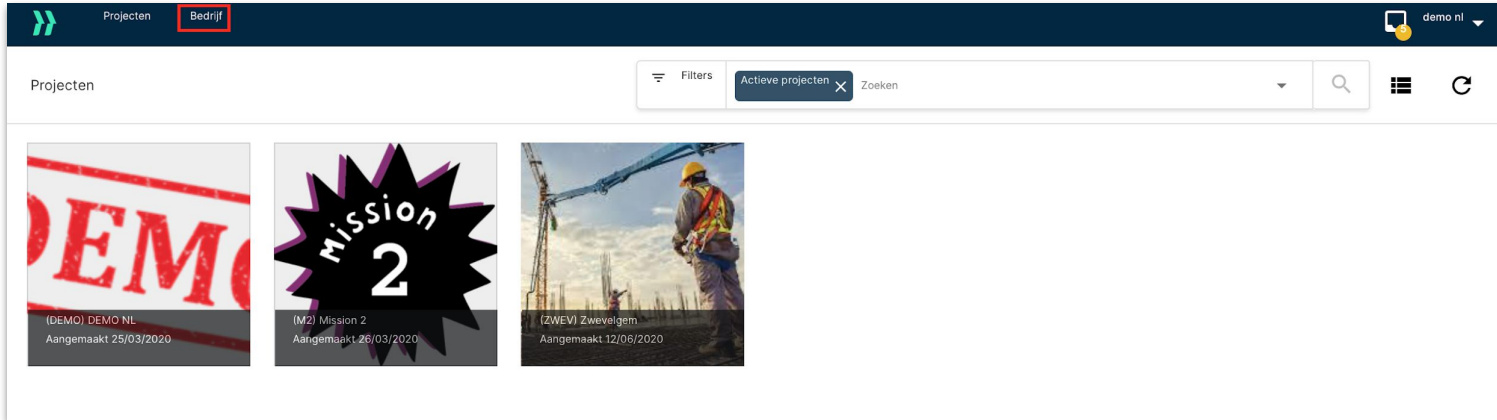 Projecten
Bedrijf
demo nl
5
Projecten
Filters
Actieve projecten
Zoeken
DEMO
(DEMO) DEMO NL
Aangemaakt 25/03/2020
Mission
2
(M2) Mission 2
Aangemaakt 26/03/2020
(ZWEV) Zwevelgem
Aangemaakt 12/06/2020